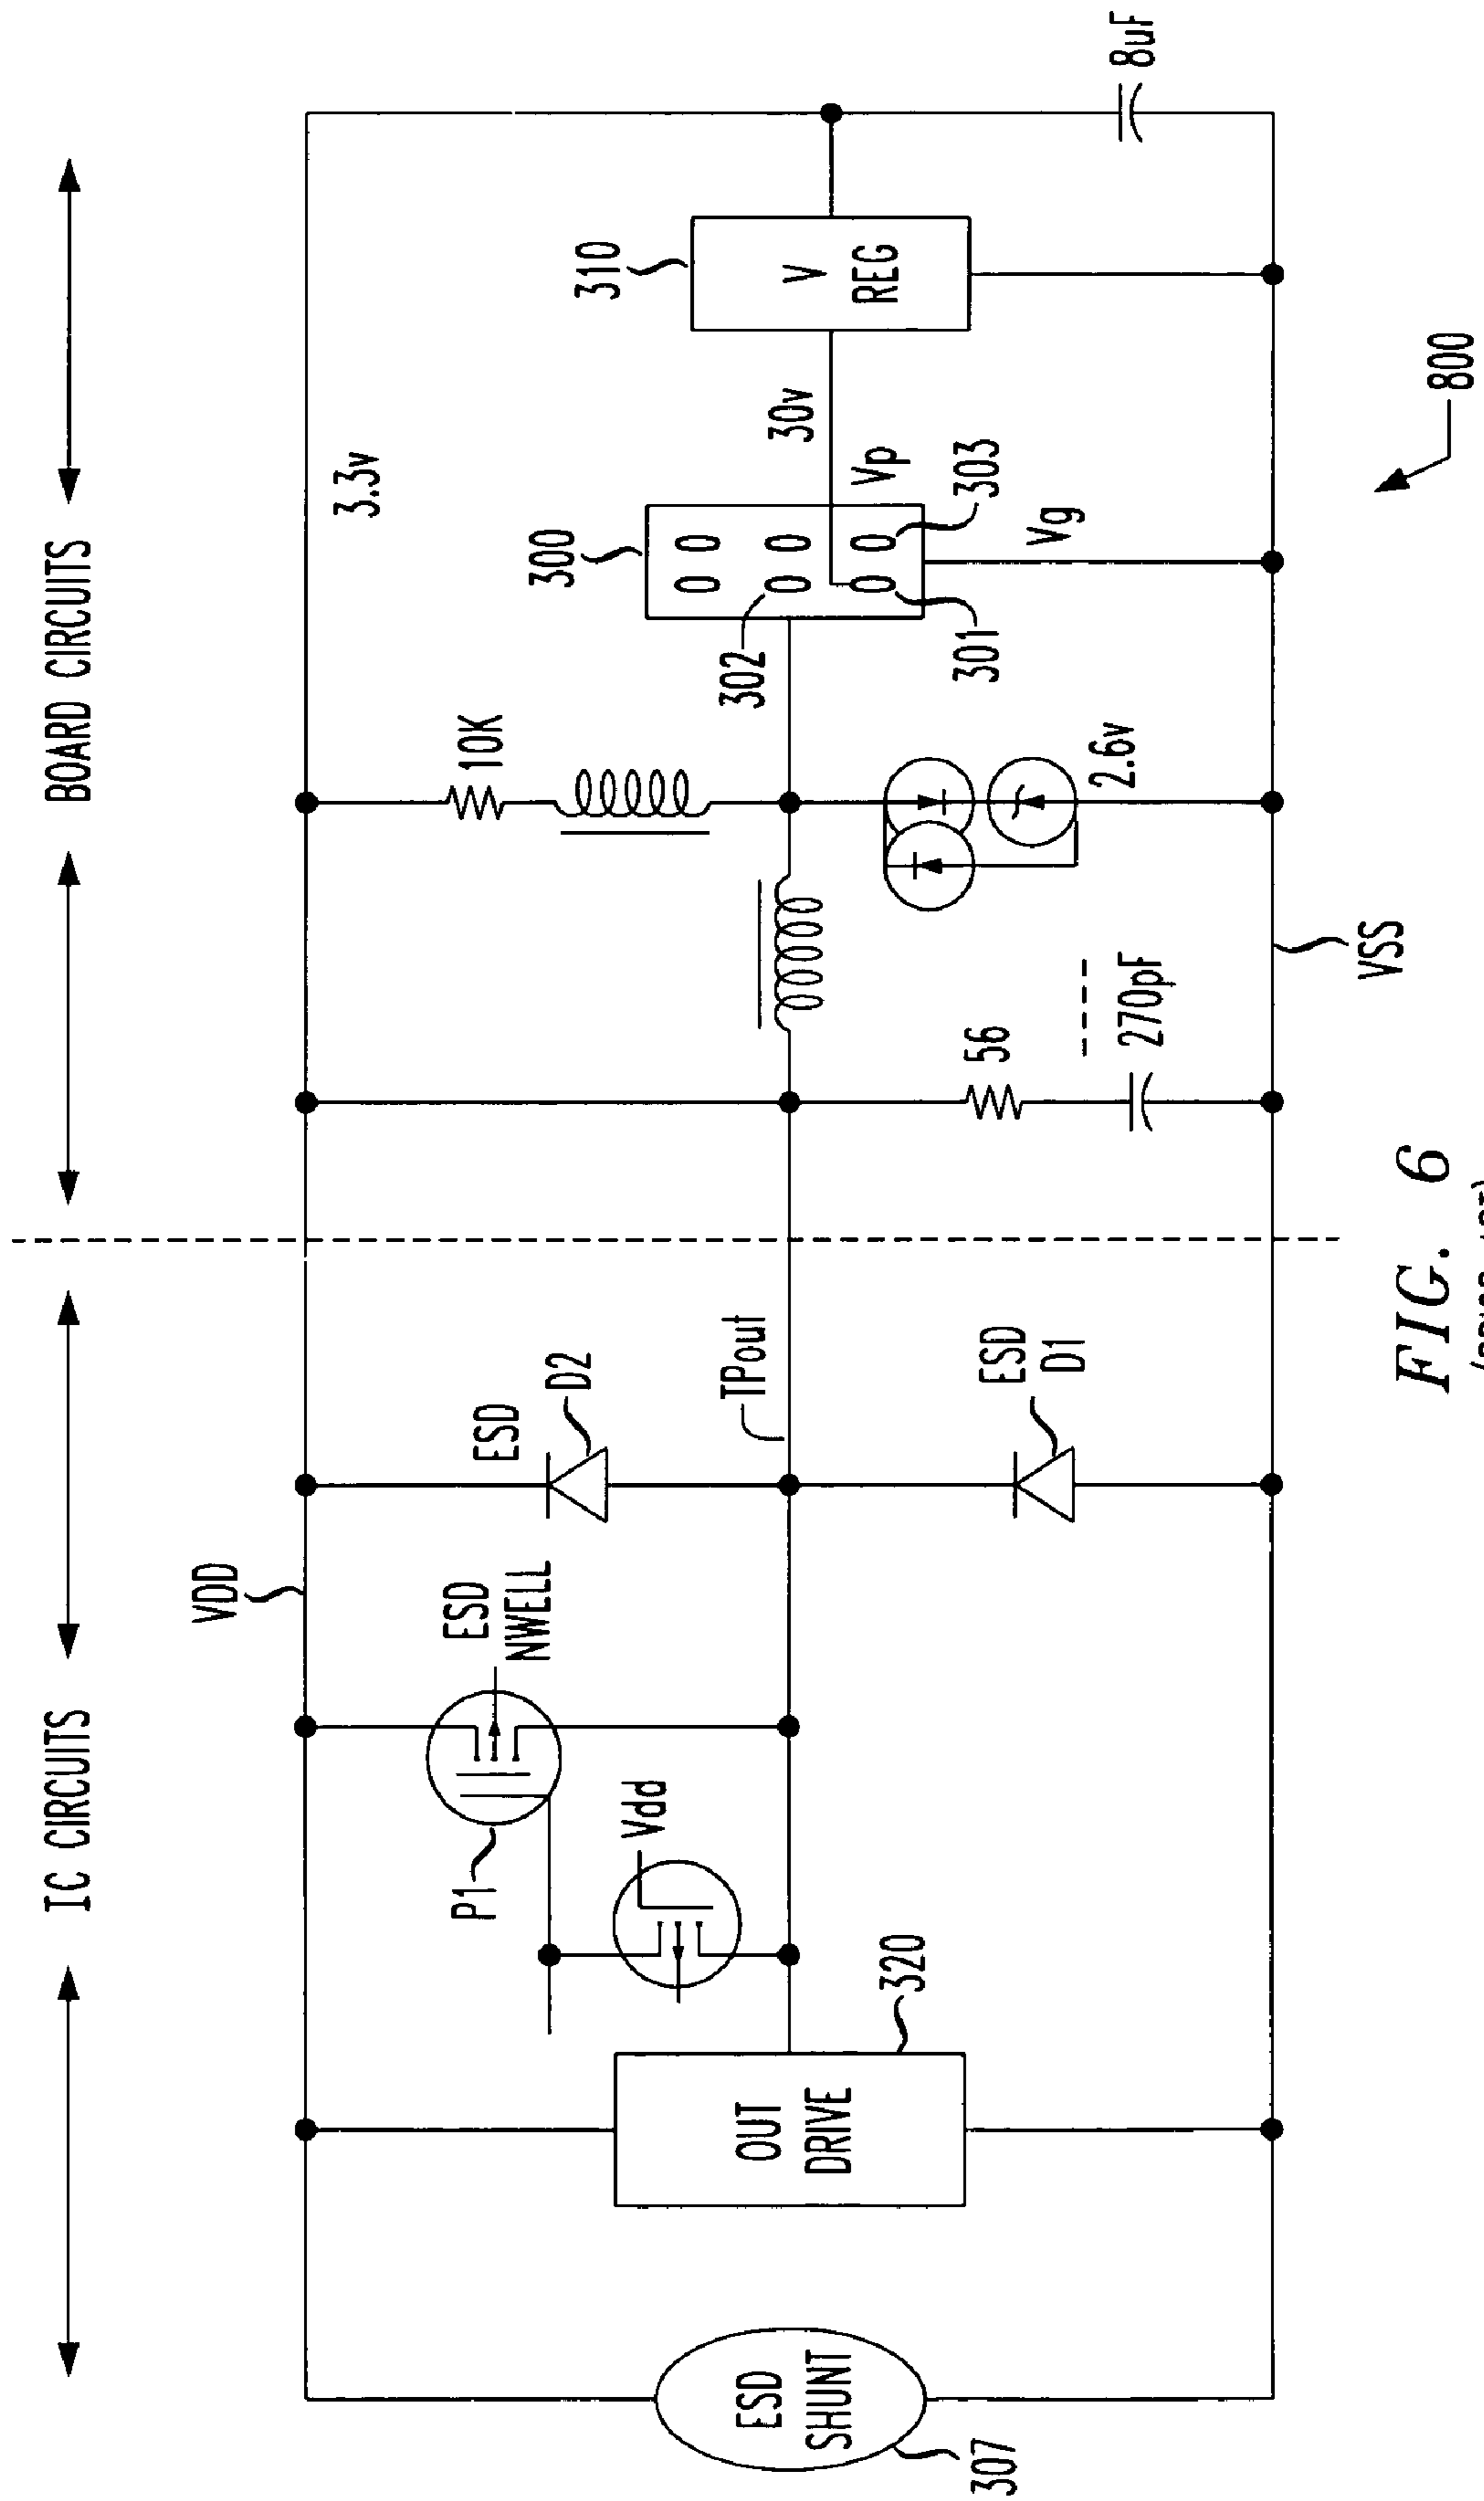 IC CIRCUITS
BOARD CIRCUITS
VDD
3.3v
ESD
NWELL
ESD
D2
P1
Vdd
TPout
ESD
D1
ESD
SHUNT
307
OUT
DRIVE
320
10K
56
270pF
2.6v
300
302
301
303
30v
Vp
Vg
310
V
REG
8uF
VSS
800
FIG. 6